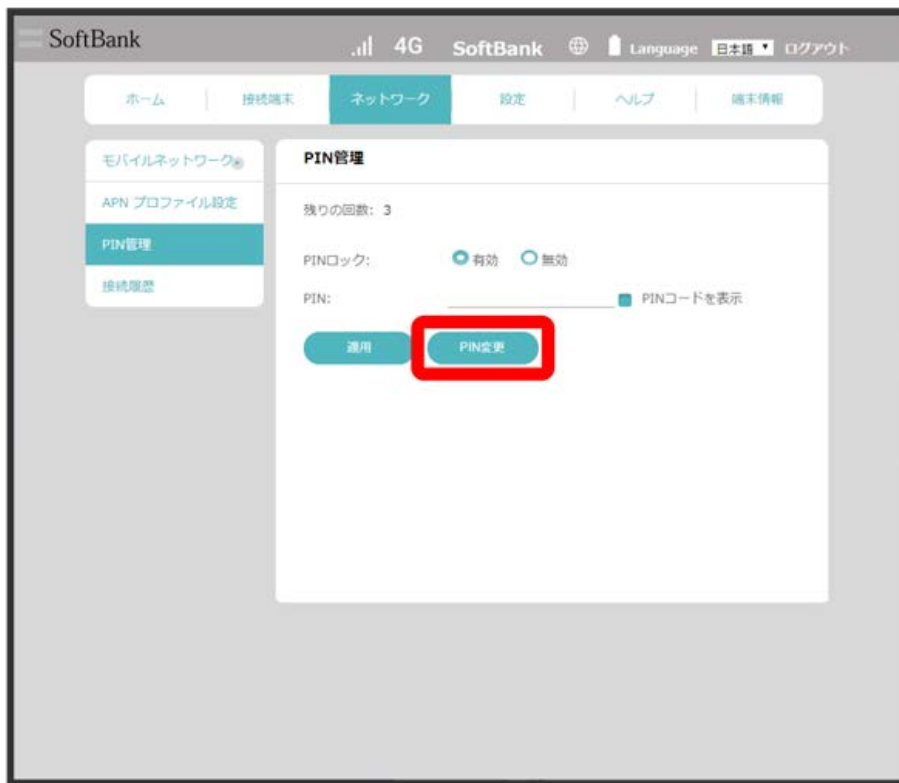 SoftBank
4G SoftBank Language 日本語 ログアウト
ホーム 接続端末 ネットワーク 設定 ヘルプ 端末情報
モバイルネットワーク
APN プロファイル設定
PIN管理
接続履歴
PIN管理
残りの回数: 3
PINロック: 有効 無効
PIN: PINコードを表示
適用 PIN変更